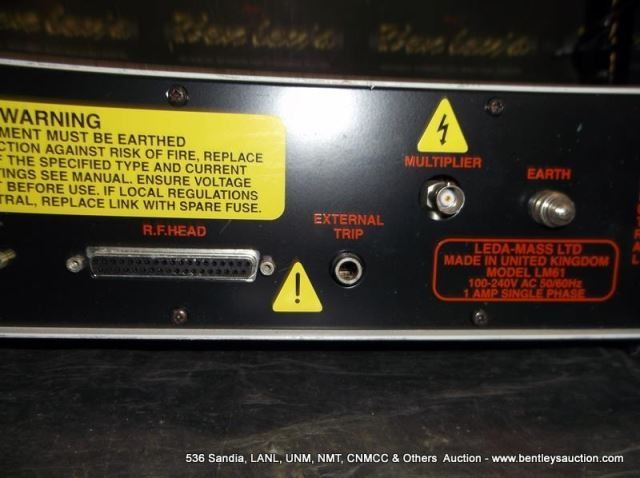 WARNING
MENT MUST BE EARTHED
CTION AGAINST RISK OF FIRE, REPLACE
F THE SPECIFIED TYPE AND CURRENT
TINGS SEE MANUAL. ENSURE VOLTAGE
T BEFORE USE. IF LOCAL REGULATIONS
TRAL, REPLACE LINK WITH SPARE FUSE.
MULTIPLIER
EARTH
R.F.HEAD
EXTERNAL
TRIP
LEDA-MASS LTD
MADE IN UNITED KINGDOM
MODEL LM61
100-240V AC 50/60Hz
1 AMP SINGLE PHASE
536 Sandia, LANL, UNM, NMT, CNMCC & Others Auction - www.bentleysauction.com